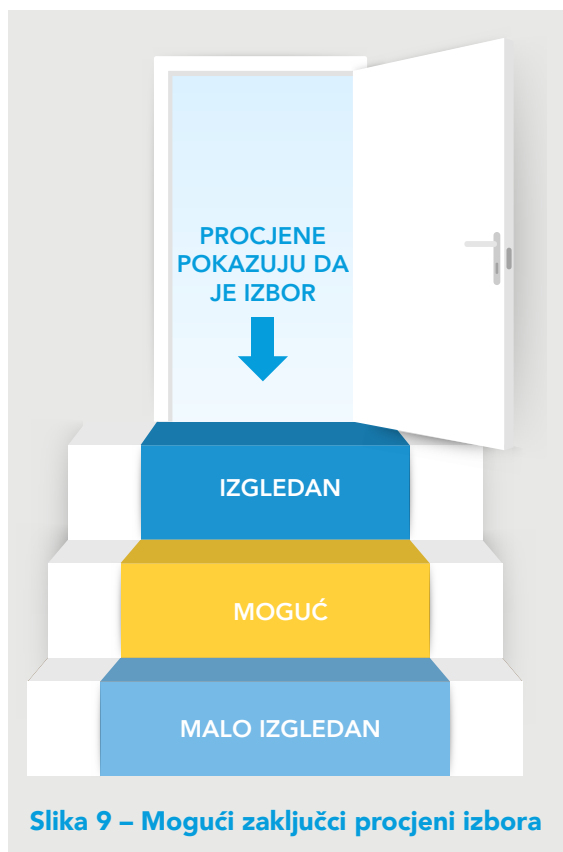 PROCJENE
POKAZUJU DA
JE IZBOR
IZGLEDAN
MOGUĆ
MALO IZGLEDAN
Slika 9 – Mogući zaključci procjeni izbora